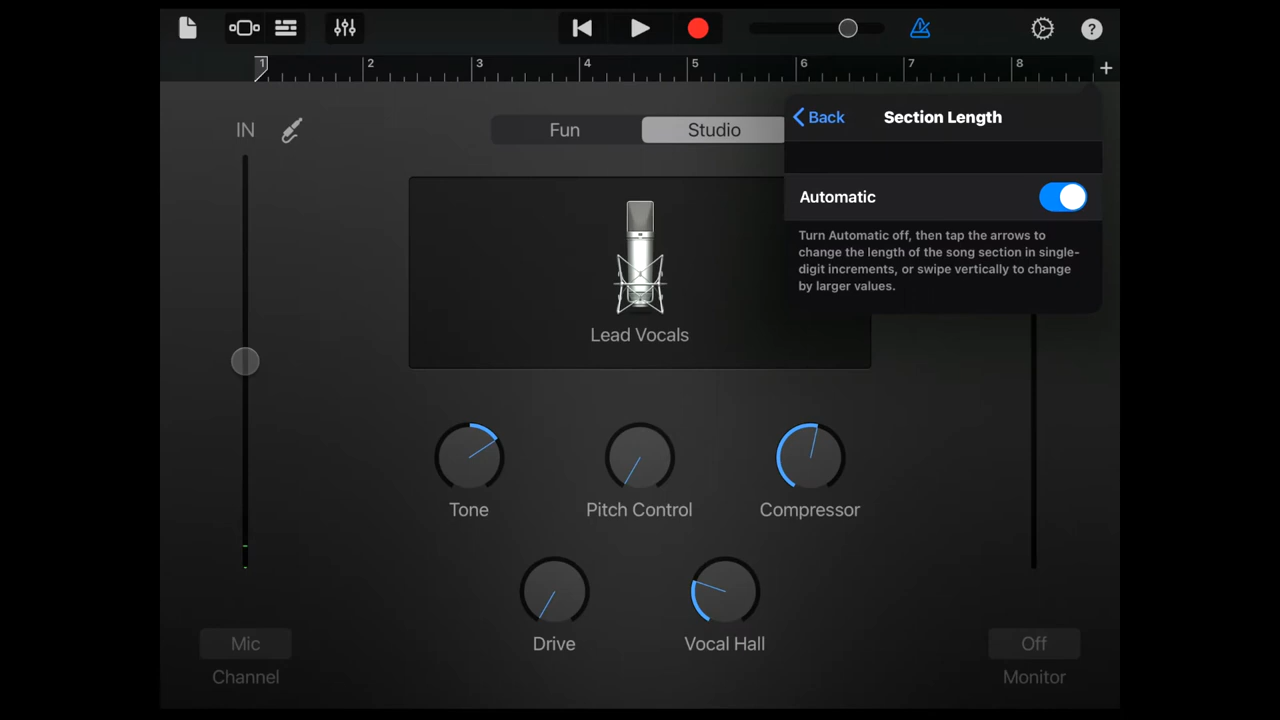 1
2
3
4
5
6
7
8
+
?
IN
Fun
Studio
Back
Section Length
Automatic
Turn Automatic off, then tap the arrows to
change the length of the song section in single-
digit increments, or swipe vertically to change
by larger values.
Lead Vocals
Tone
Pitch Control
Compressor
Drive
Vocal Hall
Mic
Channel
Off
Monitor